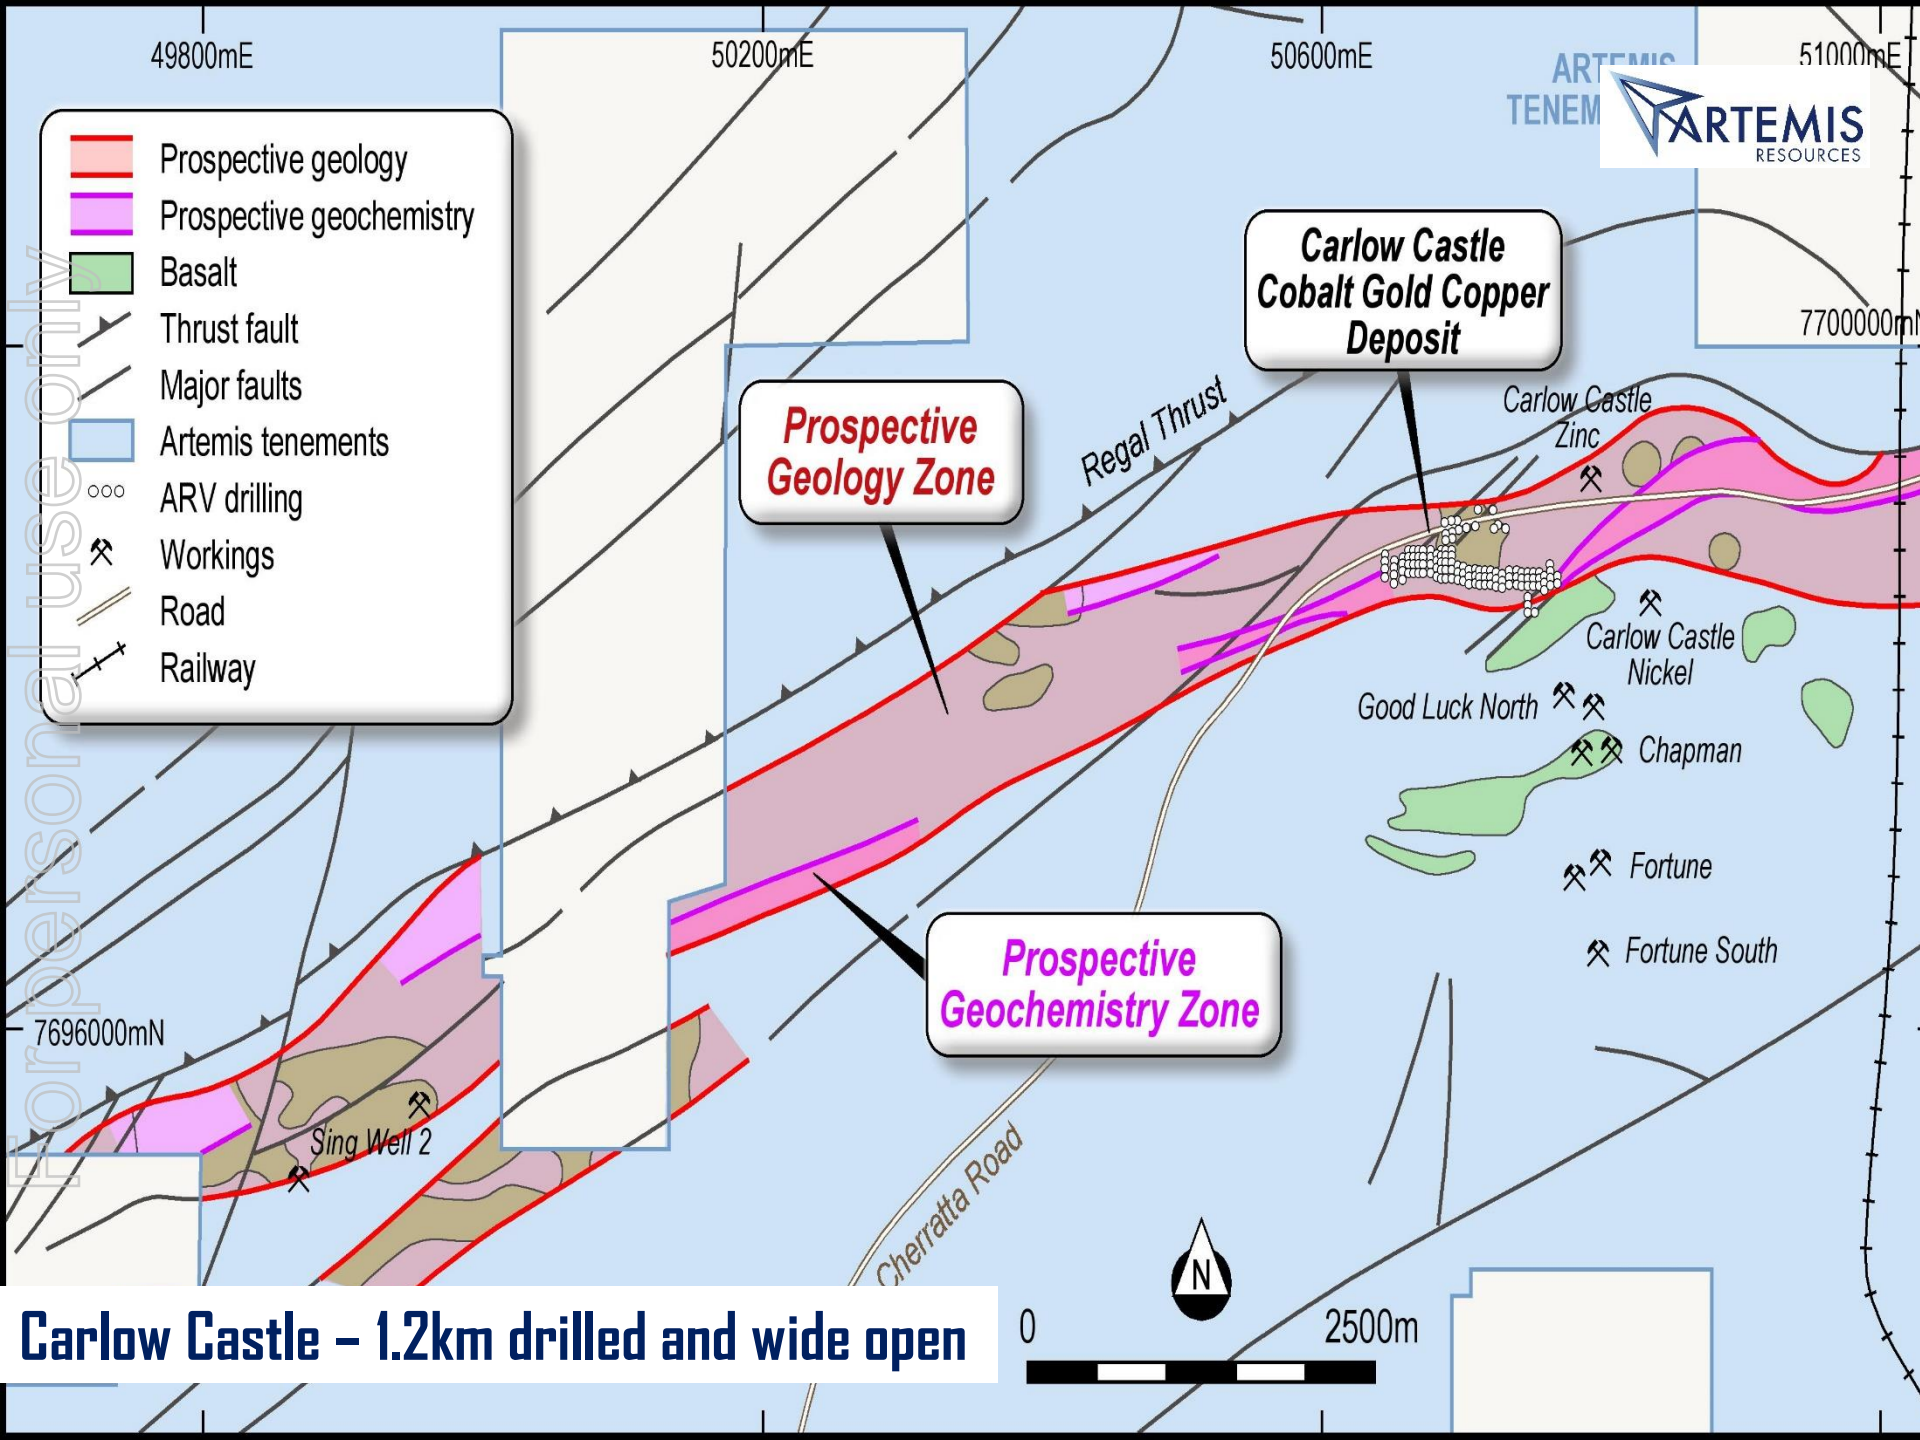 49800mE
50200mE
50600mE
51000mE
ARTEMIS
TENEM
ARTEMIS
RESOURCES
Prospective geology
Prospective geochemistry
Basalt
Thrust fault
Major faults
Artemis tenements
ARV drilling
Workings
Road
Railway
For personal use only
Carlow Castle
Cobalt Gold Copper
Deposit
7700000mN
Prospective
Geology Zone
Regal Thrust
Carlow Castle
Zinc
Carlow Castle
Nickel
Good Luck North
Chapman
Fortune
Fortune South
Prospective
Geochemistry Zone
7696000mN
Sing Well 2
Cherratta Road
N
0
2500m
Carlow Castle – 1.2km drilled and wide open